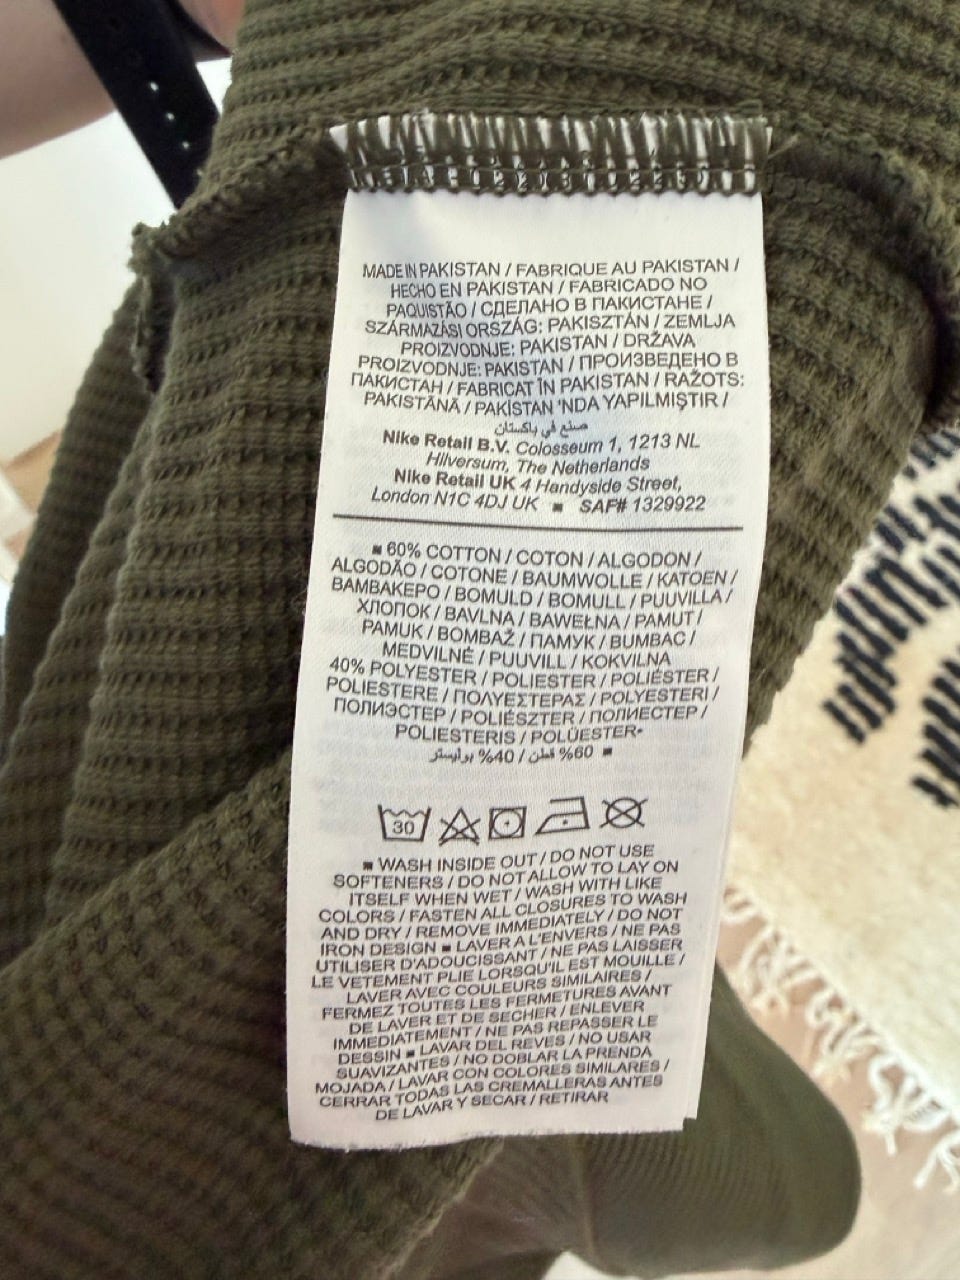 MADE IN PAKISTAN / FABRIQUE AU PAKISTAN /
HECHO EN PAKISTAN / FABRICADO NO
PAQUISTÃO / СДЕЛАНО В ПАКИСТАНЕ /
SZÁRMAZÁSI ORSZÁG: PAKISZTÁN / ZEMLJA
PROIZVODNJE: PAKISTAN / DRŽAVA
PROIZVODNJE: PAKISTAN / ПРОИЗВЕДЕНО В
ПАКИСТАН / FABRICAT ÎN PAKISTAN / RAŽOTS:
PAKISTĀNĀ / PAKİSTAN 'NDA YAPILMIŞTIR /
صنع في باكستان
Nike Retail B.V. Colosseum 1, 1213 NL
Hilversum, The Netherlands
Nike Retail UK 4 Handyside Street,
London N1C 4DJ UK ■ SAF# 1329922
■ 60% COTTON / COTON / ALGODON /
ALGODÃO / COTONE / BAUMWOLLE / KATOEN /
ΒΑΜΒΑΚΕΡΟ / BOMULD / BOMULL / PUUVILLA /
ХЛОПОК / BAVLNA / BAWEŁNA / PAMUT /
PAMUK / BOMBAŽ / ПАМУК / BUMBAC /
MEDVILNĖ / PUUVILL / KOKVILNA
40% POLYESTER / POLIESTER / POLIÉSTER /
POLIESTERE / ΠΟΛΥΕΣΤΕΡΑΣ / POLYESTERI /
ПОЛИЭСТЕР / POLIÉSZTER / ПОЛИЕСТЕР /
POLIESTERIS / POLÜESTER▪
■ 60% قطن / 40% بوليستر
30
■ WASH INSIDE OUT / DO NOT USE
SOFTENERS / DO NOT ALLOW TO LAY ON
ITSELF WHEN WET / WASH WITH LIKE
COLORS / FASTEN ALL CLOSURES TO WASH
AND DRY / REMOVE IMMEDIATELY / DO NOT
IRON DESIGN ■ LAVER A L'ENVERS / NE PAS
UTILISER D'ADOUCISSANT / NE PAS LAISSER
LE VETEMENT PLIE LORSQU'IL EST MOUILLE /
LAVER AVEC COULEURS SIMILAIRES /
FERMEZ TOUTES LES FERMETURES AVANT
DE LAVER ET DE SECHER / ENLEVER
IMMEDIATEMENT / NE PAS REPASSER LE
DESSIN ■ LAVAR DEL REVES / NO USAR
SUAVIZANTES / NO DOBLAR LA PRENDA
MOJADA / LAVAR CON COLORES SIMILARES /
CERRAR TODAS LAS CREMALLERAS ANTES
DE LAVAR Y SECAR / RETIRAR